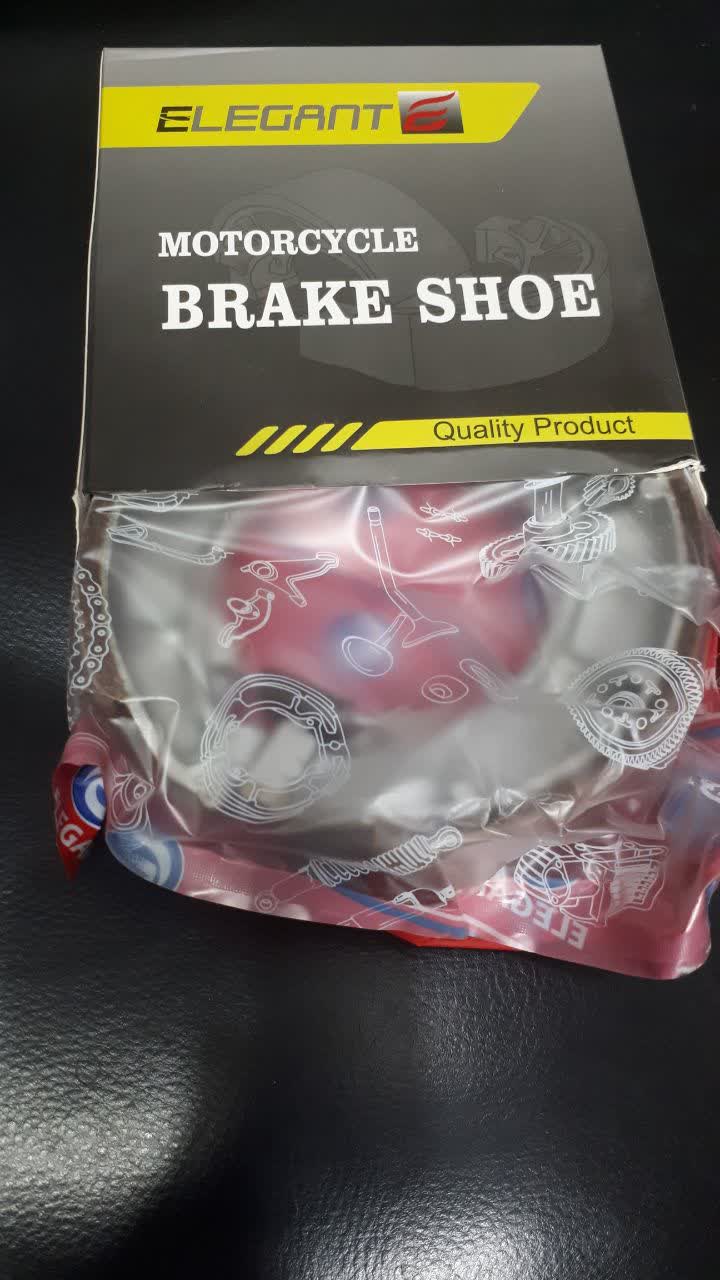 ELEGANT
MOTORCYCLE
BRAKE SHOE
Quality Product